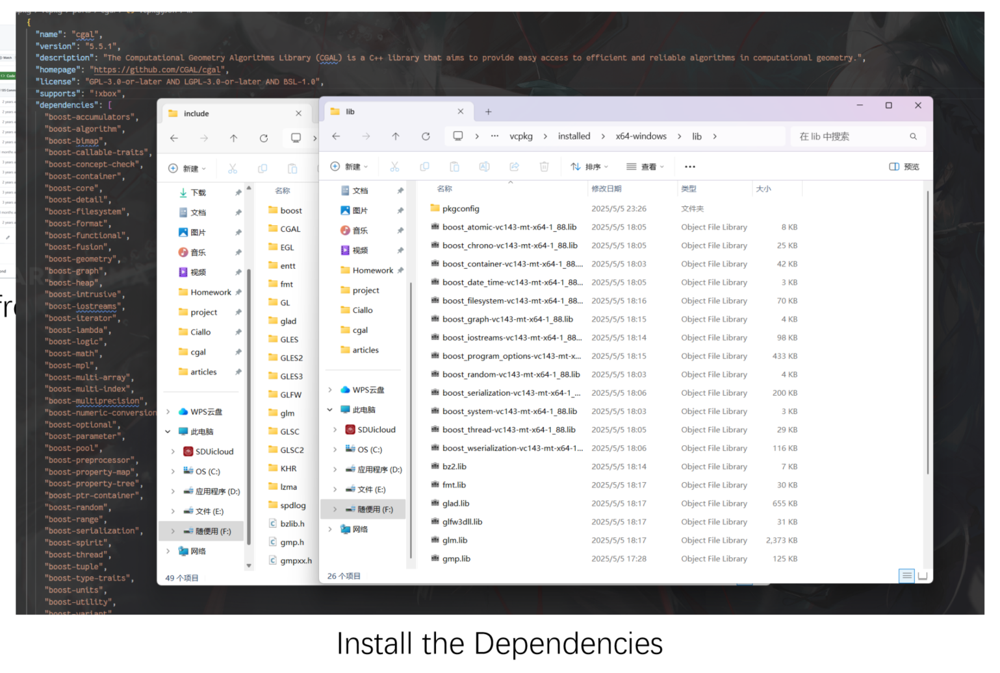 {
"name": "cgal",
"version": "5.5.1",
"description": "The Computational Geometry Algorithms Library (CGAL) is a C++ library that aims to provide easy access to efficient and reliable algorithms in computational geometry.",
"homepage": "https://github.com/CGAL/cgal",
"license": "GPL-3.0-or-later AND LGPL-3.0-or-later AND BSL-1.0",
"supports": "!xbox",
"dependencies": [
"boost-accumulators",
"boost-algorithm",
"boost-bimap",
"boost-callable-traits",
"boost-concept-check",
"boost-container",
"boost-core",
"boost-detail",
"boost-filesystem",
"boost-format",
"boost-functional",
"boost-fusion",
"boost-geometry",
"boost-graph",
"boost-heap",
"boost-intrusive",
"boost-iostreams",
"boost-iterator",
"boost-lambda",
"boost-logic",
"boost-math",
"boost-mpl",
"boost-multi-array",
"boost-multi-index",
"boost-multiprecision",
"boost-numeric-conversion
"boost-optional",
"boost-parameter",
"boost-pool",
"boost-preprocessor",
"boost-property-map",
"boost-property-tree",
"boost-ptr-container",
"boost-random",
"boost-range",
"boost-serialization",
"boost-spirit",
"boost-thread",
"boost-tuple",
"boost-type-traits",
"boost-units",
"boost-utility",
"boost-variant"
include
新建
下载
文档
图片
音乐
视频
Homework
project
Ciallo
cgal
articles
WPS云盘
此电脑
SDUicloud
OS (C:)
应用程序 (D:)
文件 (E:)
随便用 (F:)
网络
名称
boost
CGAL
EGL
entt
fmt
GL
glad
GLES
GLES2
GLES3
GLFW
glm
GLSC
GLSC2
KHR
lzma
spdlog
bzlib.h
gmp.h
gmpxx.h
49 个项目
lib
vcpkg > installed > x64-windows > lib >
在 lib 中搜索
新建 排序 查看 ··· 预览
文档
图片
音乐
视频
Homework
project
Ciallo
cgal
articles
WPS云盘
此电脑
SDUicloud
OS (C:)
应用程序 (D:)
文件 (E:)
随便用 (F:)
网络
名称 修改日期 类型 大小
pkgconfig 2025/5/5 23:26 文件夹
boost_atomic-vc143-mt-x64-1_88.lib 2025/5/5 18:05 Object File Library 8 KB
boost_chrono-vc143-mt-x64-1_88.lib 2025/5/5 18:05 Object File Library 25 KB
boost_container-vc143-mt-x64-1_88.... 2025/5/5 18:03 Object File Library 42 KB
boost_date_time-vc143-mt-x64-1_88... 2025/5/5 18:05 Object File Library 3 KB
boost_filesystem-vc143-mt-x64-1_88... 2025/5/5 18:16 Object File Library 70 KB
boost_graph-vc143-mt-x64-1_88.lib 2025/5/5 18:15 Object File Library 4 KB
boost_iostreams-vc143-mt-x64-1_88... 2025/5/5 18:14 Object File Library 98 KB
boost_program_options-vc143-mt-x... 2025/5/5 18:15 Object File Library 433 KB
boost_random-vc143-mt-x64-1_88.lib 2025/5/5 18:03 Object File Library 4 KB
boost_serialization-vc143-mt-x64-1_... 2025/5/5 18:06 Object File Library 200 KB
boost_system-vc143-mt-x64-1_88.lib 2025/5/5 18:03 Object File Library 3 KB
boost_thread-vc143-mt-x64-1_88.lib 2025/5/5 18:05 Object File Library 29 KB
boost_wserialization-vc143-mt-x64-1... 2025/5/5 18:06 Object File Library 116 KB
bz2.lib 2025/5/5 18:14 Object File Library 7 KB
fmt.lib 2025/5/5 18:17 Object File Library 30 KB
glad.lib 2025/5/5 18:17 Object File Library 655 KB
glfw3dll.lib 2025/5/5 18:17 Object File Library 31 KB
glm.lib 2025/5/5 18:17 Object File Library 2,373 KB
gmp.lib 2025/5/5 17:28 Object File Library 125 KB
26 个项目
Install the Dependencies